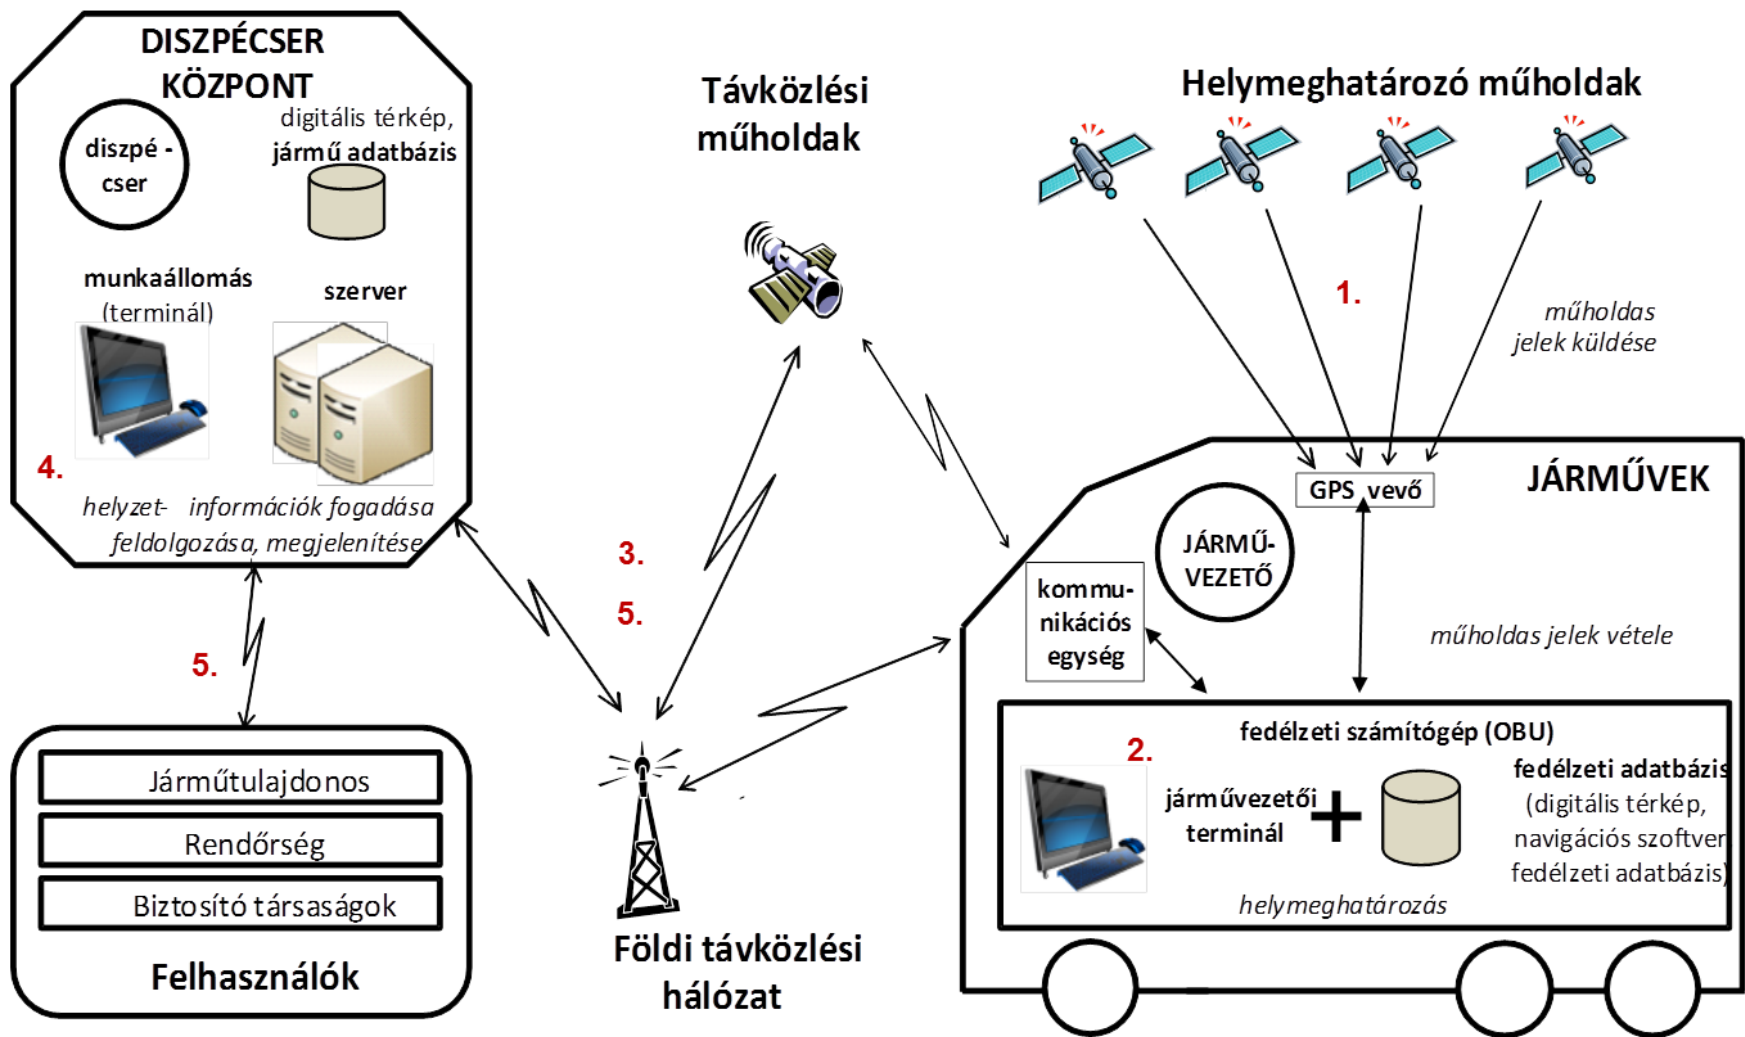 DISZPÉCSER
KÖZPONT
diszpé -
cser
digitális térkép,
jármű adatbázis
munkaállomás
(terminál)
szerver
4.
helyzet- információk fogadása
feldolgozása, megjelenítése
5.
Járműtulajdonos
Rendőrség
Biztosító társaságok
Felhasználók
Távközlési
műholdak
3.
5.
Földi távközlési
hálózat
Helymeghatározó műholdak
1.
műholdas
jelek küldése
JÁRMŰVEK
GPS vevő
JÁRMŰ-
VEZETŐ
kommu-
nikációs
egység
műholdas jelek vétele
fedélzeti számítógép (OBU)
2.
járművezetői
terminál
+
fedélzeti adatbázis
(digitális térkép,
navigációs szoftver
fedélzeti adatbázis)
helymeghatározás